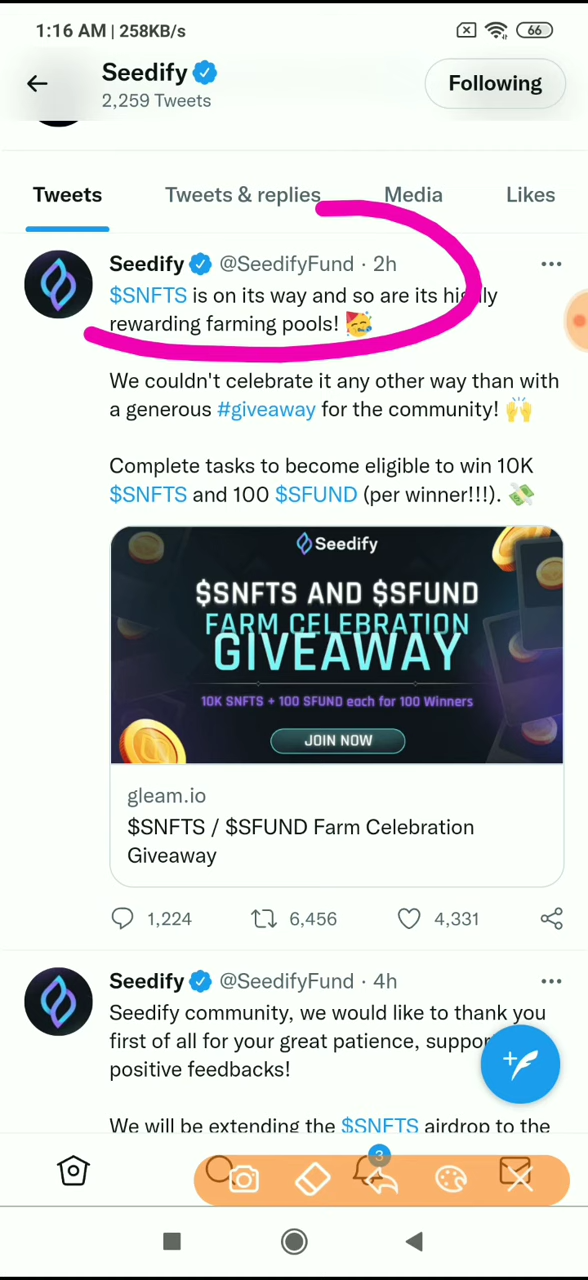 1:16 AM | 258KB/s
66
Seedify
2,259 Tweets
Following
Tweets
Tweets & replies
Media
Likes
Seedify @SeedifyFund · 2h
$SNFTS is on its way and so are its highly
rewarding farming pools! 🥳
We couldn't celebrate it any other way than with
a generous #giveaway for the community! 🙌
Complete tasks to become eligible to win 10K
$SNFTS and 100 $SFUND (per winner!!!). 💸
Seedify
$SNFTS AND $SFUND
FARM CELEBRATION
GIVEAWAY
10K SNFTS + 100 SFUND each for 100 Winners
JOIN NOW
gleam.io
$SNFTS / $SFUND Farm Celebration
Giveaway
1,224
6,456
4,331
Seedify @SeedifyFund · 4h
Seedify community, we would like to thank you
first of all for your great patience, suppor
positive feedbacks!
We will be extending the $SNFTS airdrop to the
3